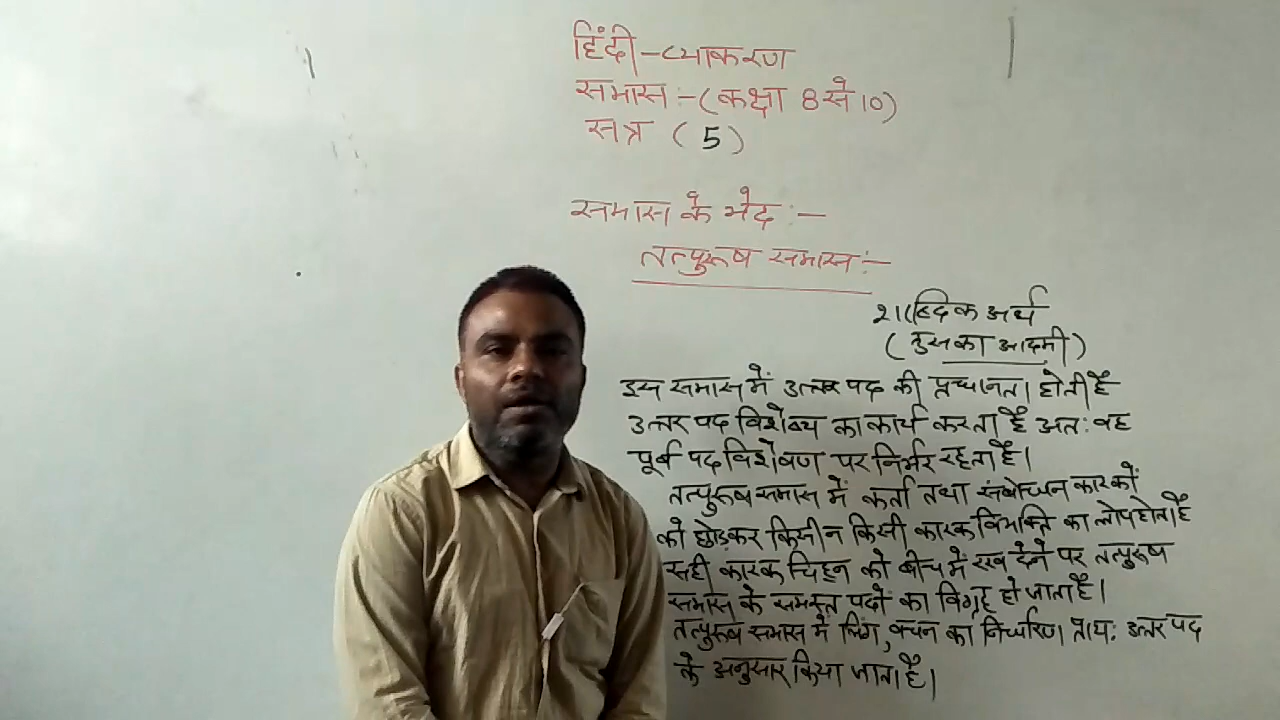 हिंदी-व्याकरण
समास:-(कक्षा 8 से 10)
सत्र (5)
समास के भेद:-
तत्पुरूष समास:-
शाब्दिक अर्थ
(तुसका आदमी)
इस समास में उत्तर पद की प्रधानता होती है
उत्तर पद विशेष्य का कार्य करता है अत: वह
पूर्व पद विशेषण पर निर्भर रहता है।
तत्पुरूष समास में कर्ता तथा संबोधन कारकों
को छोड़कर किसी न किसी कारक विभक्ति का लोप होता है
सही कारक चिहन को बीच में रख देने पर तत्पुरूष
समास के समस्त पदों का विग्रह हो जाता है।
तत्पुरूष समास में लिंग, वचन का निर्धारण प्राय: उत्तर पद
के अनुसार किया जाता है।